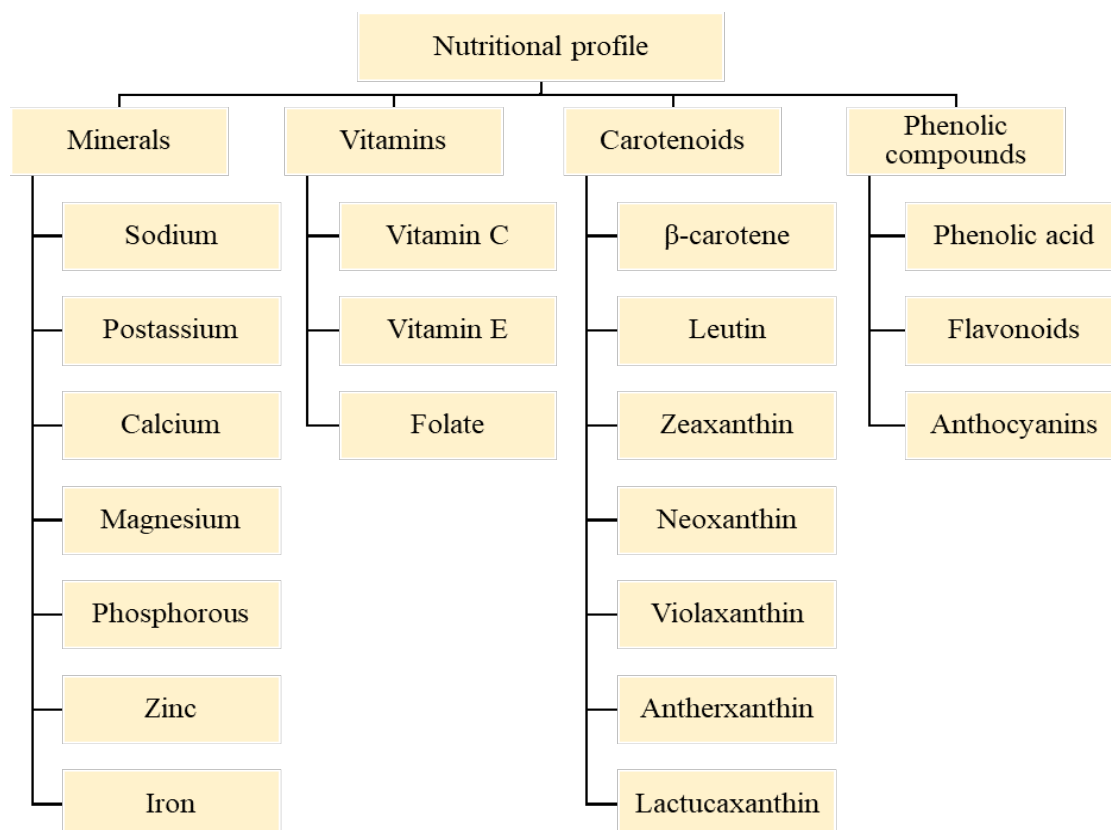 Nutritional profile
Minerals
Sodium
Postassium
Calcium
Magnesium
Phosphorous
Zinc
Iron
Vitamins
Vitamin C
Vitamin E
Folate
Carotenoids
β-carotene
Leutin
Zeaxanthin
Neoxanthin
Violaxanthin
Antherxanthin
Lactucaxanthin
Phenolic
compounds
Phenolic acid
Flavonoids
Anthocyanins